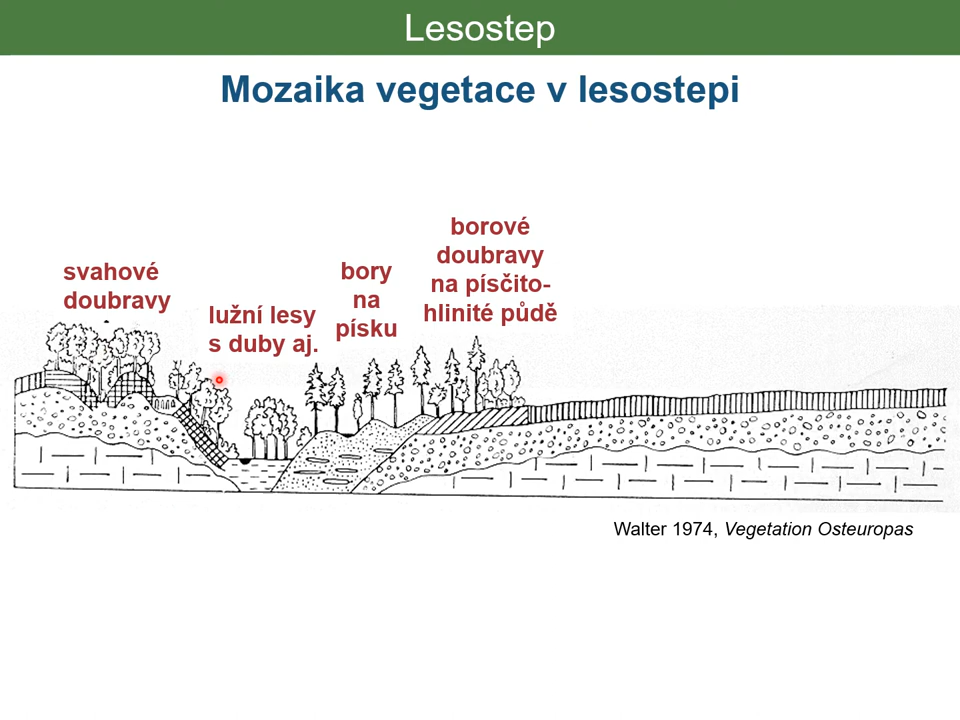 Lesostep
Mozaika vegetace v lesostepi
svahové
doubravy
lužní lesy
s duby aj.
bory
na
písku
borové
doubravy
na písčito-
hlinité půdě
Walter 1974, Vegetation Osteuropas